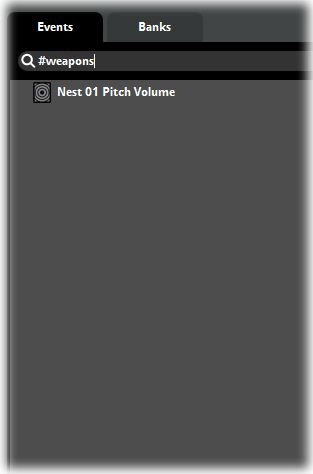 Events
Banks
#weapons
Nest 01 Pitch Volume